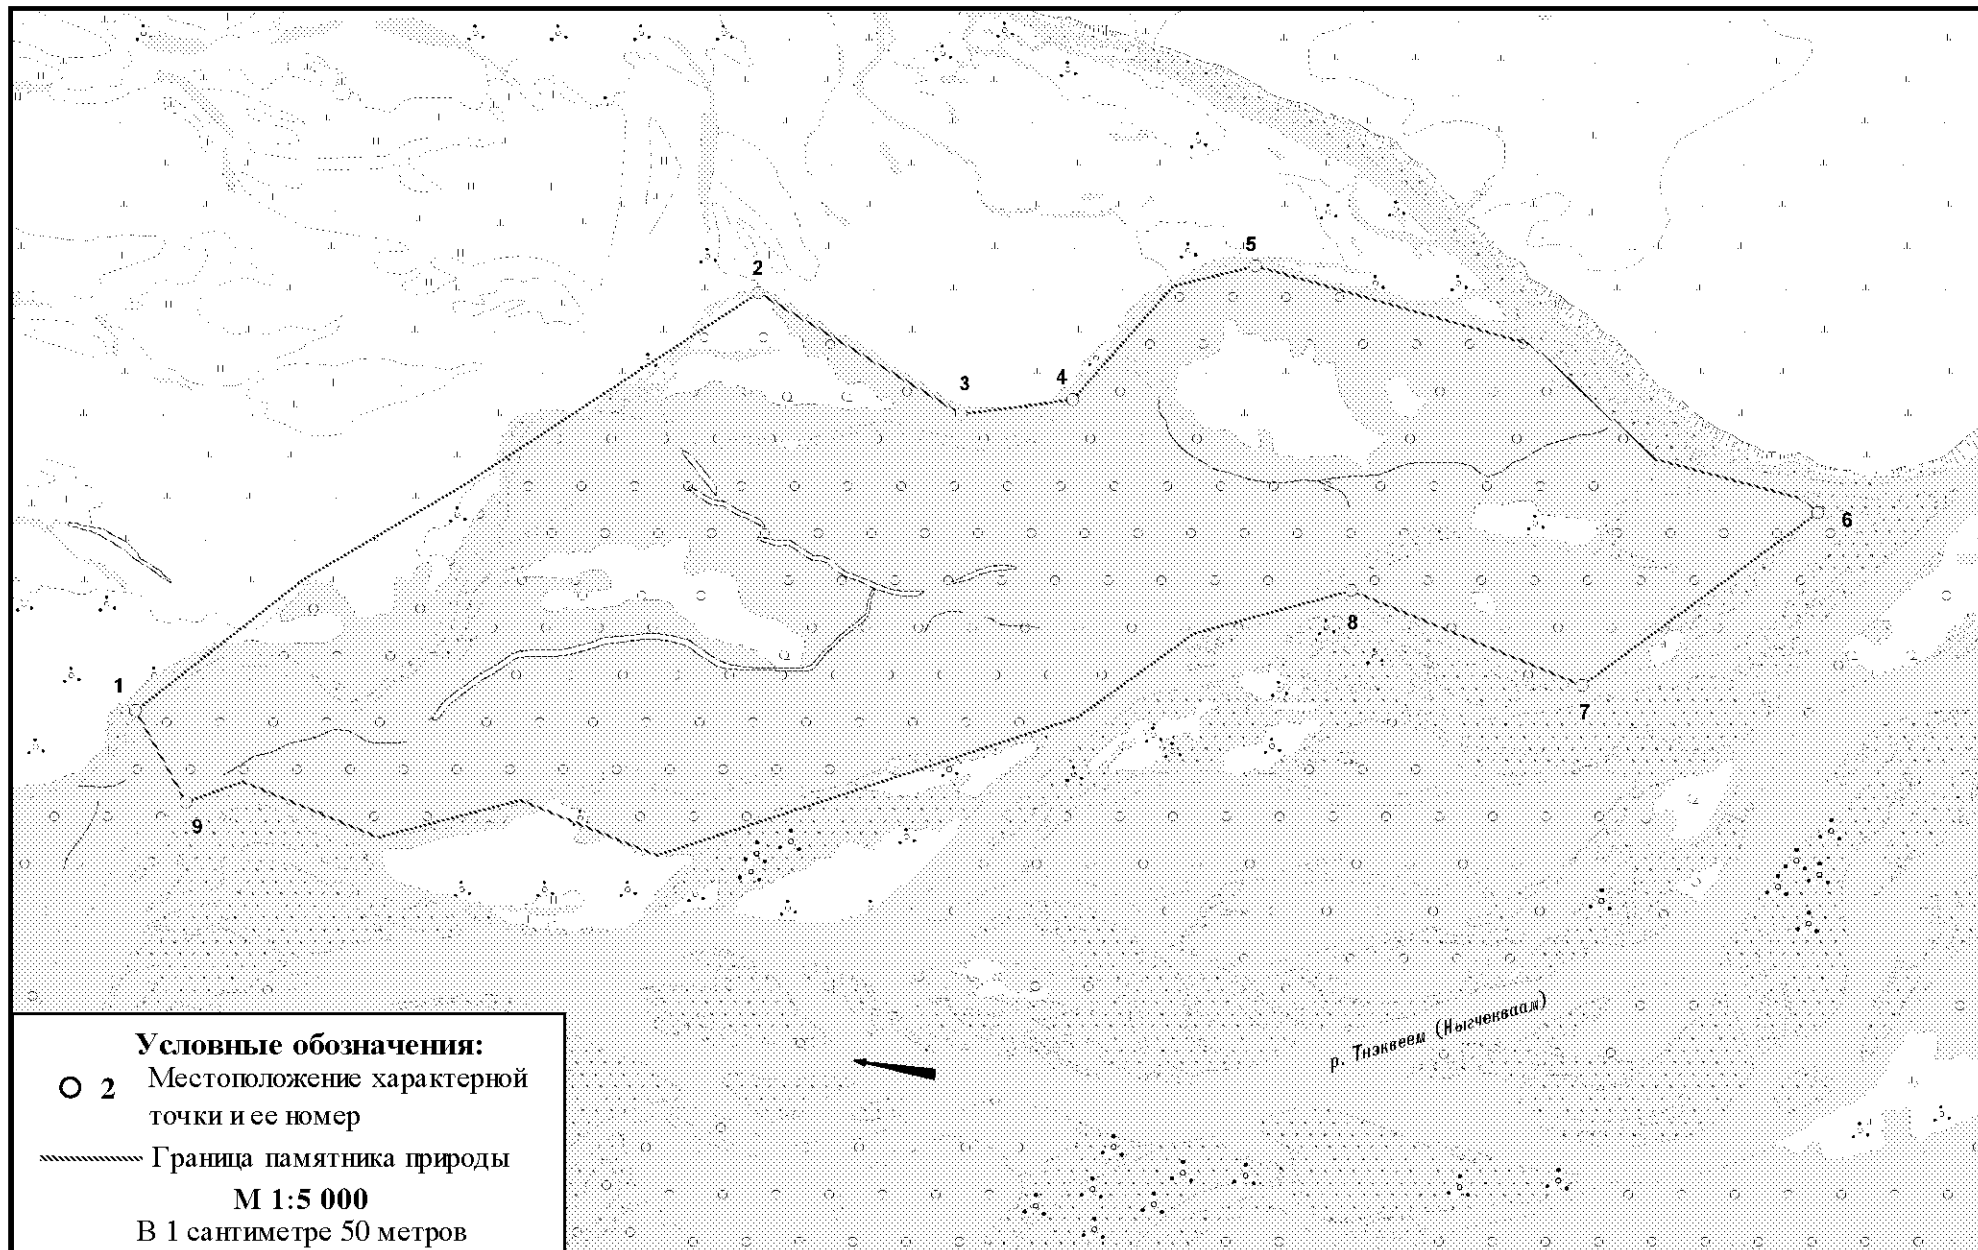 5
2
3
4
6
1
8
7
9
р. Тнэквеем (Ныгчекваам)
Условные обозначения:
2 Местоположение характерной
точки и ее номер
Граница памятника природы
М 1:5 000
В 1 сантиметре 50 метров